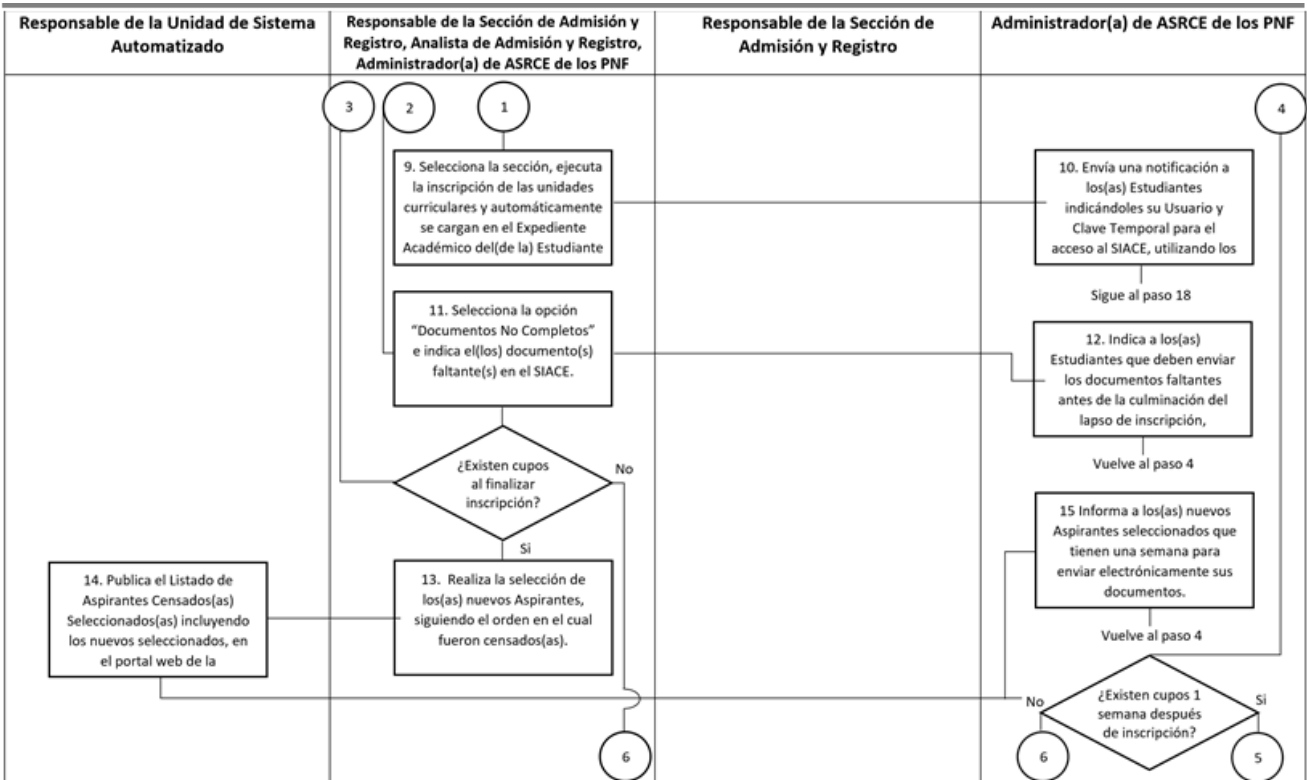 Responsable de la Unidad de Sistema
Automatizado
Responsable de la Sección de Admisión y
Registro, Analista de Admisión y Registro,
Administrador(a) de ASRCE de los PNF
Responsable de la Sección de
Admisión y Registro
Administrador(a) de ASRCE de los PNF
3
2
1
4
9. Selecciona la sección, ejecuta
la inscripción de las unidades
curriculares y automáticamente
se cargan en el Expediente
Académico del(de la) Estudiante
10. Envía una notificación a
los(as) Estudiantes
indicándoles su Usuario y
Clave Temporal para el
acceso al SIACE, utilizando los
Sigue al paso 18
11. Selecciona la opción
“Documentos No Completos”
e indica el(los) documento(s)
faltante(s) en el SIACE.
12. Indica a los(as)
Estudiantes que deben enviar
los documentos faltantes
antes de la culminación del
lapso de inscripción,
Vuelve al paso 4
¿Existen cupos
al finalizar
inscripción?
No
Si
13. Realiza la selección de
los(as) nuevos Aspirantes,
siguiendo el orden en el cual
fueron censados(as).
14. Publica el Listado de
Aspirantes Censados(as)
Seleccionados(as) incluyendo
los nuevos seleccionados, en
el portal web de la
15 Informa a los(as) nuevos
Aspirantes seleccionados que
tienen una semana para
enviar electrónicamente sus
documentos.
Vuelve al paso 4
¿Existen cupos 1
semana después
de inscripción?
No
Si
6
6
5